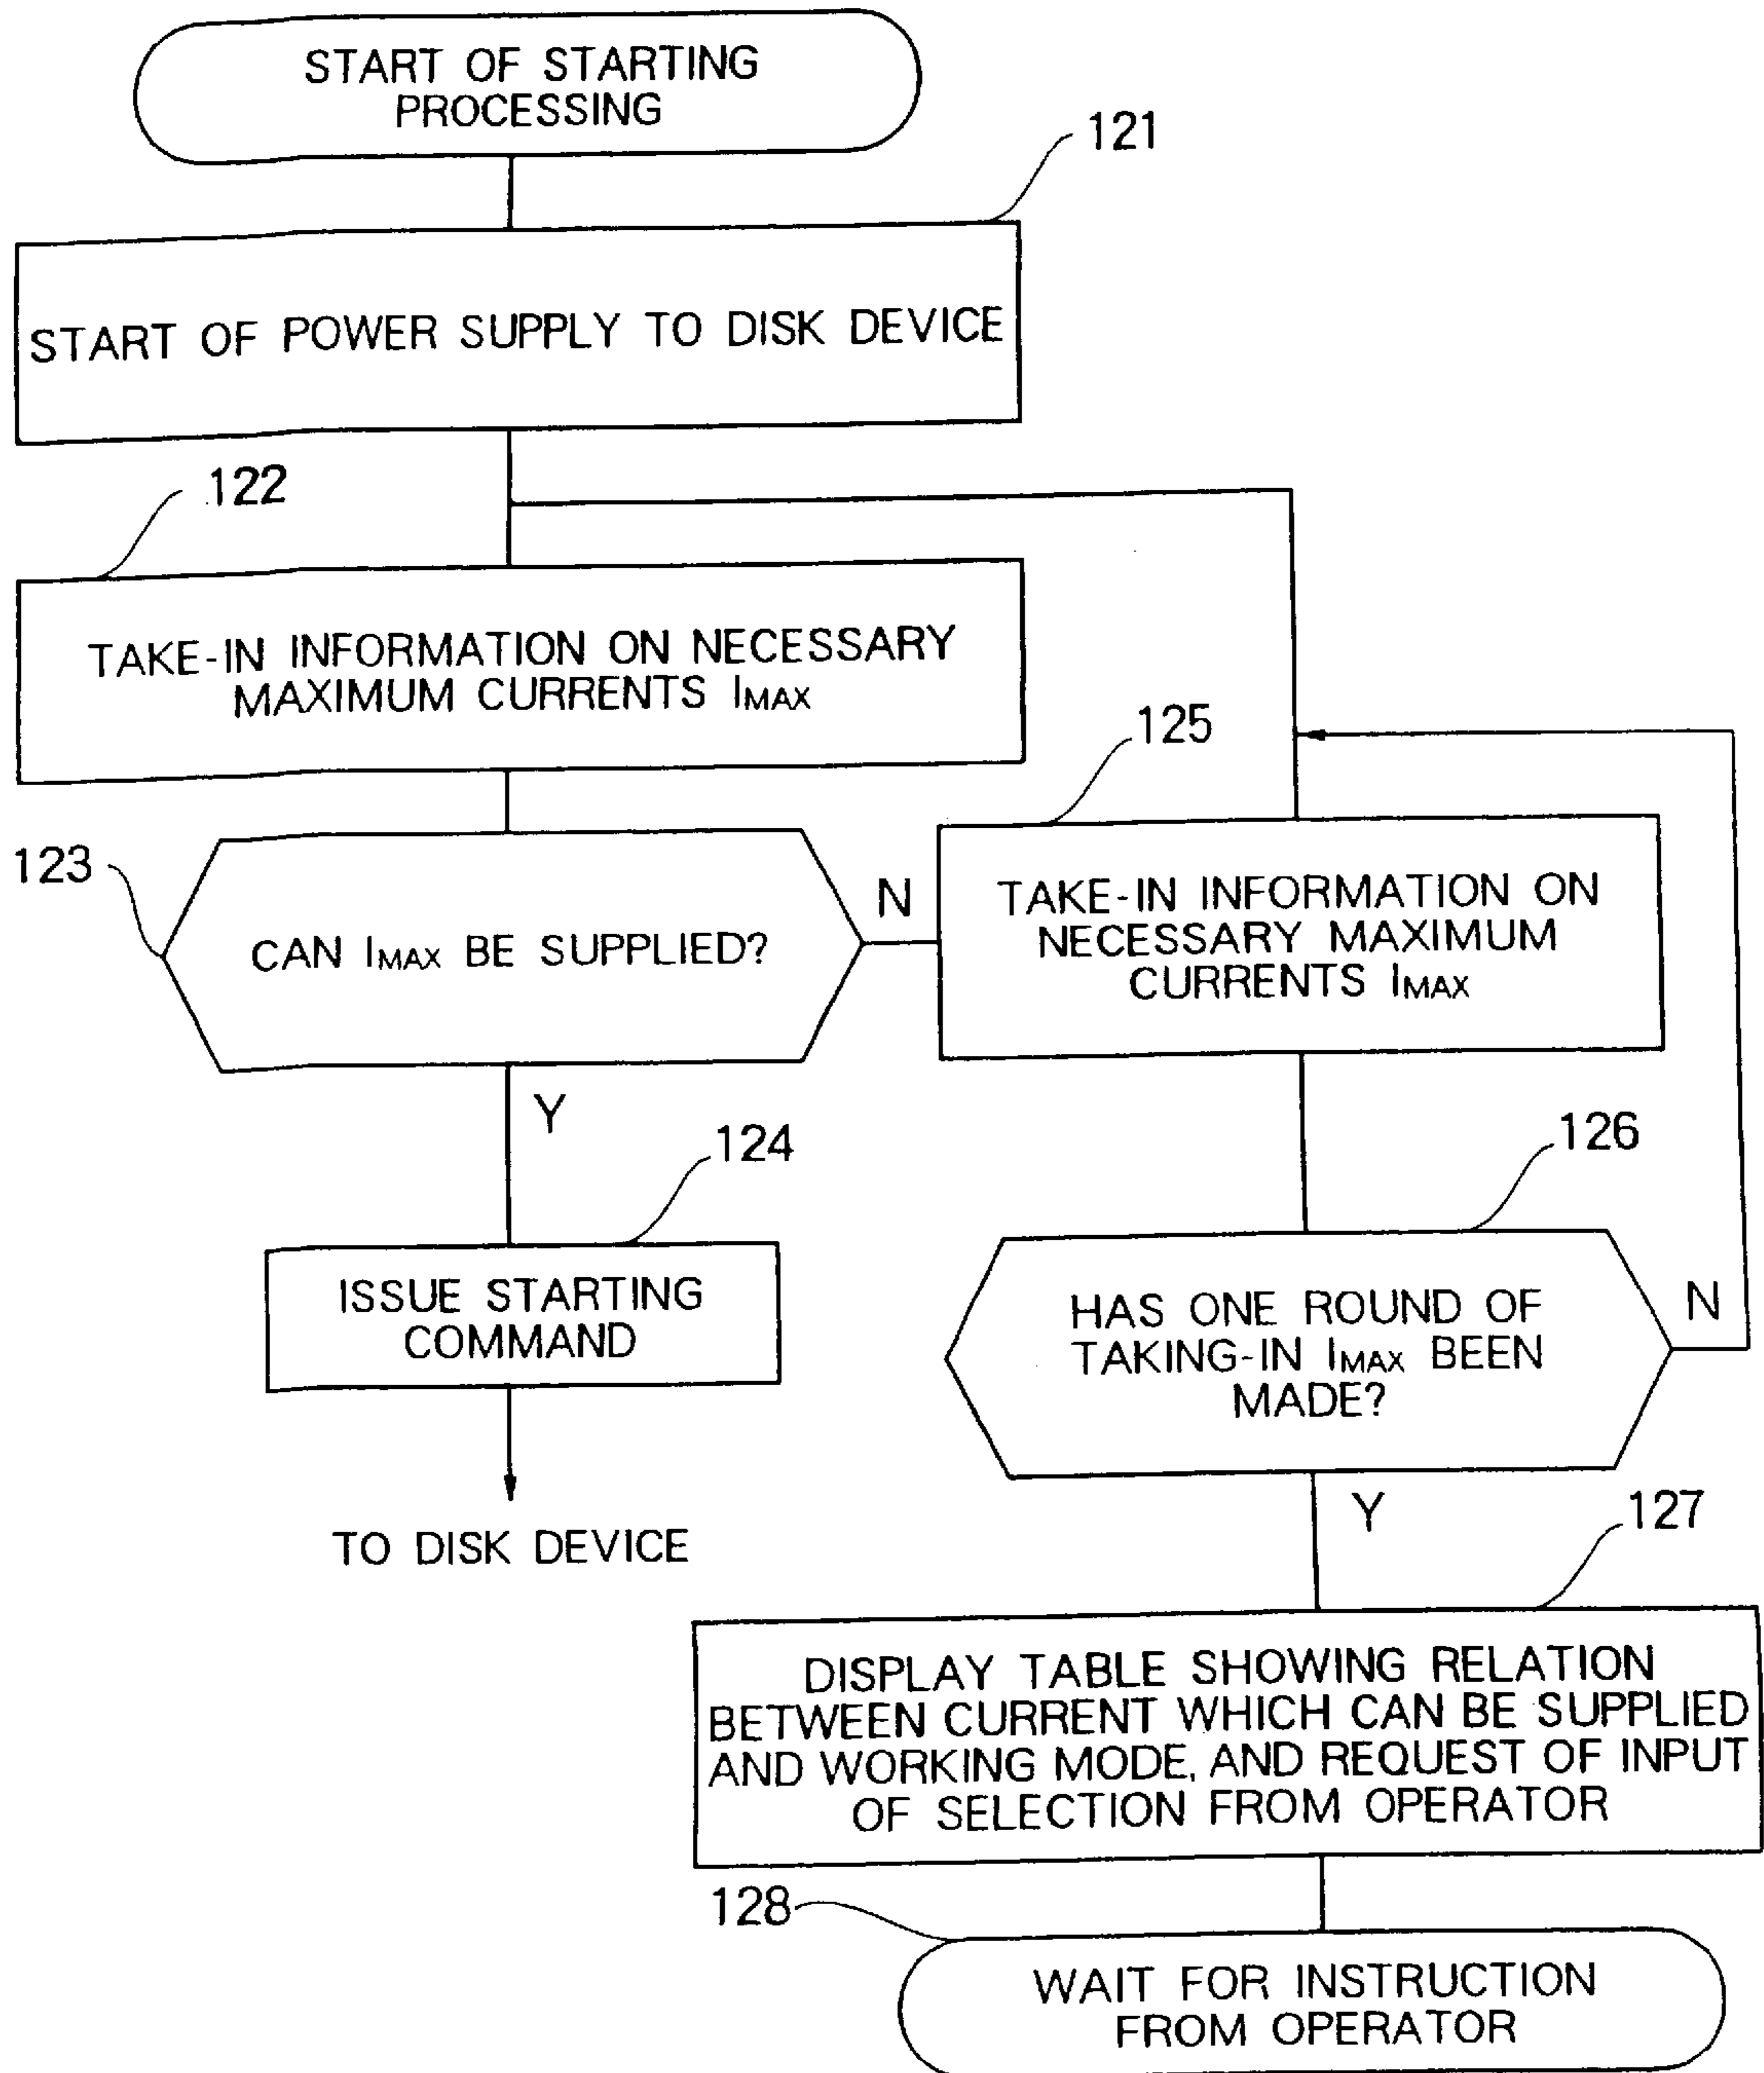 START OF STARTING
PROCESSING
121
START OF POWER SUPPLY TO DISK DEVICE
122
TAKE-IN INFORMATION ON NECESSARY
MAXIMUM CURRENTS IMAX
123
CAN IMAX BE SUPPLIED?
N
Y
124
ISSUE STARTING
COMMAND
TO DISK DEVICE
125
TAKE-IN INFORMATION ON
NECESSARY MAXIMUM
CURRENTS IMAX
126
HAS ONE ROUND OF
TAKING-IN IMAX BEEN
MADE?
N
Y
127
DISPLAY TABLE SHOWING RELATION
BETWEEN CURRENT WHICH CAN BE SUPPLIED
AND WORKING MODE, AND REQUEST OF INPUT
OF SELECTION FROM OPERATOR
128
WAIT FOR INSTRUCTION
FROM OPERATOR